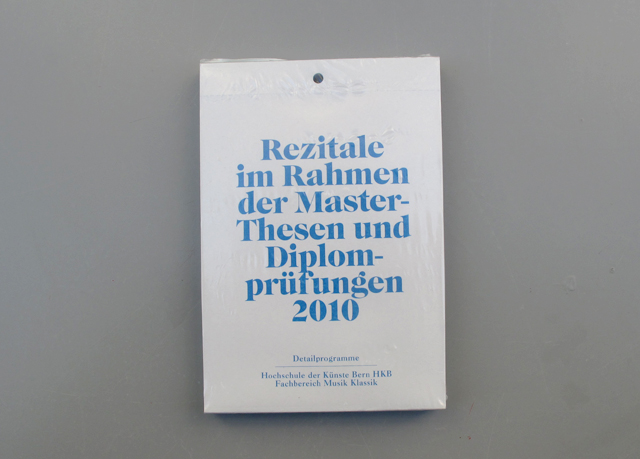 Rezitale
im Rahmen
der Master-
Thesen und
Diplom-
prüfungen
2010
Detailprogramme
Hochschule der Künste Bern HKB
Fachbereich Musik Klassik